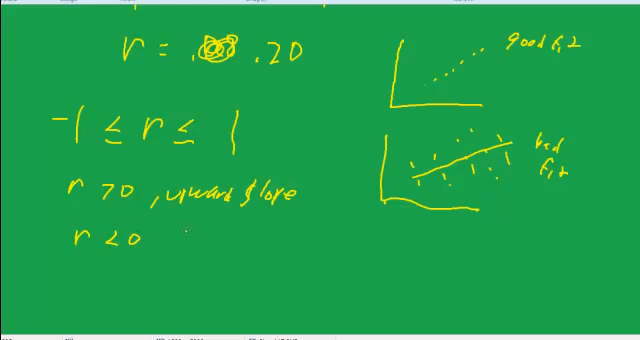 r = .20
-1 ≤ r ≤ 1
r >0, upward slope
r <0
good fit
bad
fit